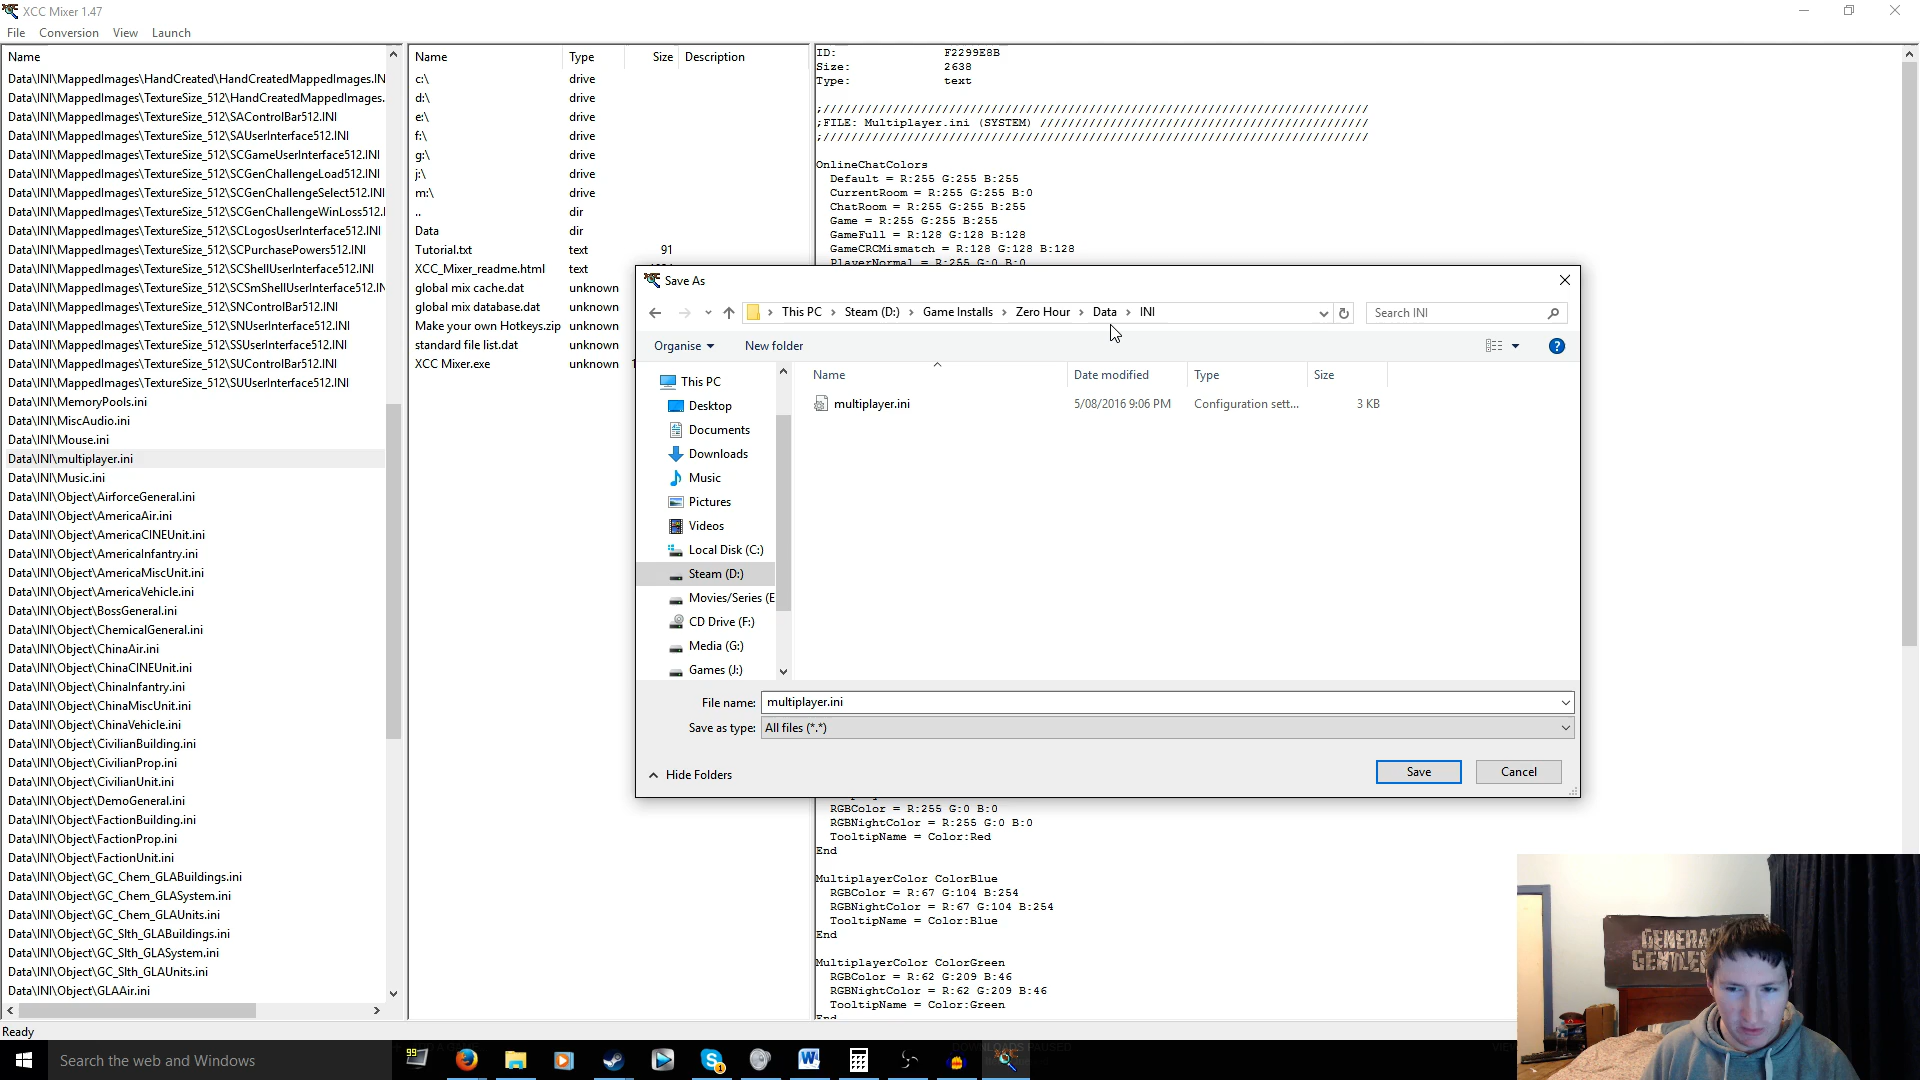 XCC Mixer 1.47
File Conversion View Launch
Name
Data\INI\MappedImages\HandCreated\HandCreatedMappedImages.IN
Data\INI\MappedImages\TextureSize_512\HandCreatedMappedImages.
Data\INI\MappedImages\TextureSize_512\SAControlBar512.INI
Data\INI\MappedImages\TextureSize_512\SAUserInterface512.INI
Data\INI\MappedImages\TextureSize_512\SCGameUserInterface512.INI
Data\INI\MappedImages\TextureSize_512\SCGenChallengeLoad512.INI
Data\INI\MappedImages\TextureSize_512\SCGenChallengeSelect512.INI
Data\INI\MappedImages\TextureSize_512\SCGenChallengeWinLoss512.I
Data\INI\MappedImages\TextureSize_512\SCLogosUserInterface512.INI
Data\INI\MappedImages\TextureSize_512\SCPurchasePowers512.INI
Data\INI\MappedImages\TextureSize_512\SCShellUserInterface512.INI
Data\INI\MappedImages\TextureSize_512\SCSmShellUserInterface512.IN
Data\INI\MappedImages\TextureSize_512\SNControlBar512.INI
Data\INI\MappedImages\TextureSize_512\SNUserInterface512.INI
Data\INI\MappedImages\TextureSize_512\SSUserInterface512.INI
Data\INI\MappedImages\TextureSize_512\SUControlBar512.INI
Data\INI\MappedImages\TextureSize_512\SUUserInterface512.INI
Data\INI\MemoryPools.ini
Data\INI\MiscAudio.ini
Data\INI\Mouse.ini
Data\INI\multiplayer.ini
Data\INI\Music.ini
Data\INI\Object\AirforceGeneral.ini
Data\INI\Object\AmericaAir.ini
Data\INI\Object\AmericaCINEUnit.ini
Data\INI\Object\AmericaInfantry.ini
Data\INI\Object\AmericaMiscUnit.ini
Data\INI\Object\AmericaVehicle.ini
Data\INI\Object\BossGeneral.ini
Data\INI\Object\ChemicalGeneral.ini
Data\INI\Object\ChinaAir.ini
Data\INI\Object\ChinaCINEUnit.ini
Data\INI\Object\ChinaInfantry.ini
Data\INI\Object\ChinaMiscUnit.ini
Data\INI\Object\ChinaVehicle.ini
Data\INI\Object\CivilianBuilding.ini
Data\INI\Object\CivilianProp.ini
Data\INI\Object\CivilianUnit.ini
Data\INI\Object\DemoGeneral.ini
Data\INI\Object\FactionBuilding.ini
Data\INI\Object\FactionProp.ini
Data\INI\Object\FactionUnit.ini
Data\INI\Object\GC_Chem_GLABuildings.ini
Data\INI\Object\GC_Chem_GLASystem.ini
Data\INI\Object\GC_Chem_GLAUnits.ini
Data\INI\Object\GC_Slth_GLABuildings.ini
Data\INI\Object\GC_Slth_GLASystem.ini
Data\INI\Object\GC_Slth_GLAUnits.ini
Data\INI\Object\GLAAir.ini
Ready
Name Type Size Description
c:\ drive
d:\ drive
e:\ drive
f:\ drive
g:\ drive
j:\ drive
m:\ drive
.. dir
Data dir
Tutorial.txt text 91
XCC_Mixer_readme.html text
global mix cache.dat unknown
global mix database.dat unknown
Make your own Hotkeys.zip unknown
standard file list.dat unknown
XCC Mixer.exe unknown 1
ID: F2299E8B
Size: 2638
Type: text
;//////////////////////////////////////////////////////////////////////////////
;FILE: Multiplayer.ini (SYSTEM) ///////////////////////////////////////////////
;//////////////////////////////////////////////////////////////////////////////
OnlineChatColors
Default = R:255 G:255 B:255
CurrentRoom = R:255 G:255 B:0
ChatRoom = R:255 G:255 B:255
Game = R:255 G:255 B:255
GameFull = R:128 G:128 B:128
GameCRCMismatch = R:128 G:128 B:128
PlayerNormal = R:255 G:0 B:0
Save As
This PC › Steam (D:) › Game Installs › Zero Hour › Data › INI
Search INI
Organise New folder
?
This PC
Desktop
Documents
Downloads
Music
Pictures
Videos
Local Disk (C:)
Steam (D:)
Movies/Series (E
CD Drive (F:)
Media (G:)
Games (J:)
Name Date modified Type Size
multiplayer.ini 5/08/2016 9:06 PM Configuration sett... 3 KB
File name: multiplayer.ini
Save as type: All files (*.*)
Hide Folders
Save Cancel
RGBColor = R:255 G:0 B:0
RGBNightColor = R:255 G:0 B:0
TooltipName = Color:Red
End
MultiplayerColor ColorBlue
RGBColor = R:67 G:104 B:254
RGBNightColor = R:67 G:104 B:254
TooltipName = Color:Blue
End
MultiplayerColor ColorGreen
RGBColor = R:62 G:209 B:46
RGBNightColor = R:62 G:209 B:46
TooltipName = Color:Green
End
Search the web and Windows
99
1